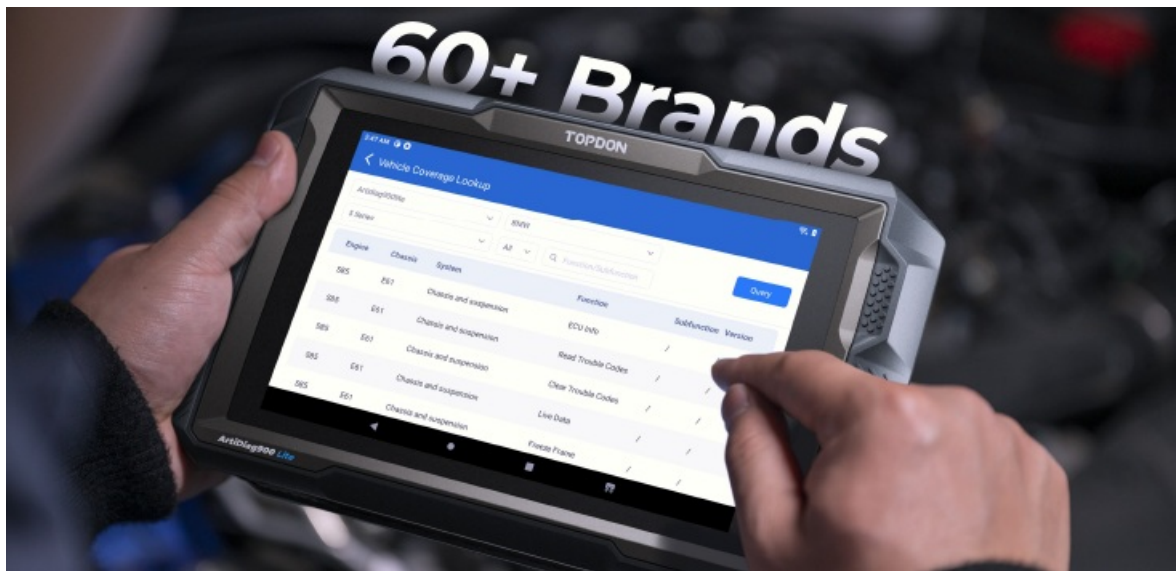 60+ Brands
TOPDON
3:47 AM
Vehicle Coverage Lookup
BMW
5 Series
All
Function/Subfunction
Query
Engine Chassis System Function Subfunction Version
S85 E61 Chassis and suspension ECU Info / /
S85 E61 Chassis and suspension Read Trouble Codes / /
S85 E61 Chassis and suspension Clear Trouble Codes / /
S85 E61 Chassis and suspension Live Data / /
S85 E61 Chassis and suspension Freeze Frame / /
ArtiDiag900 Lite